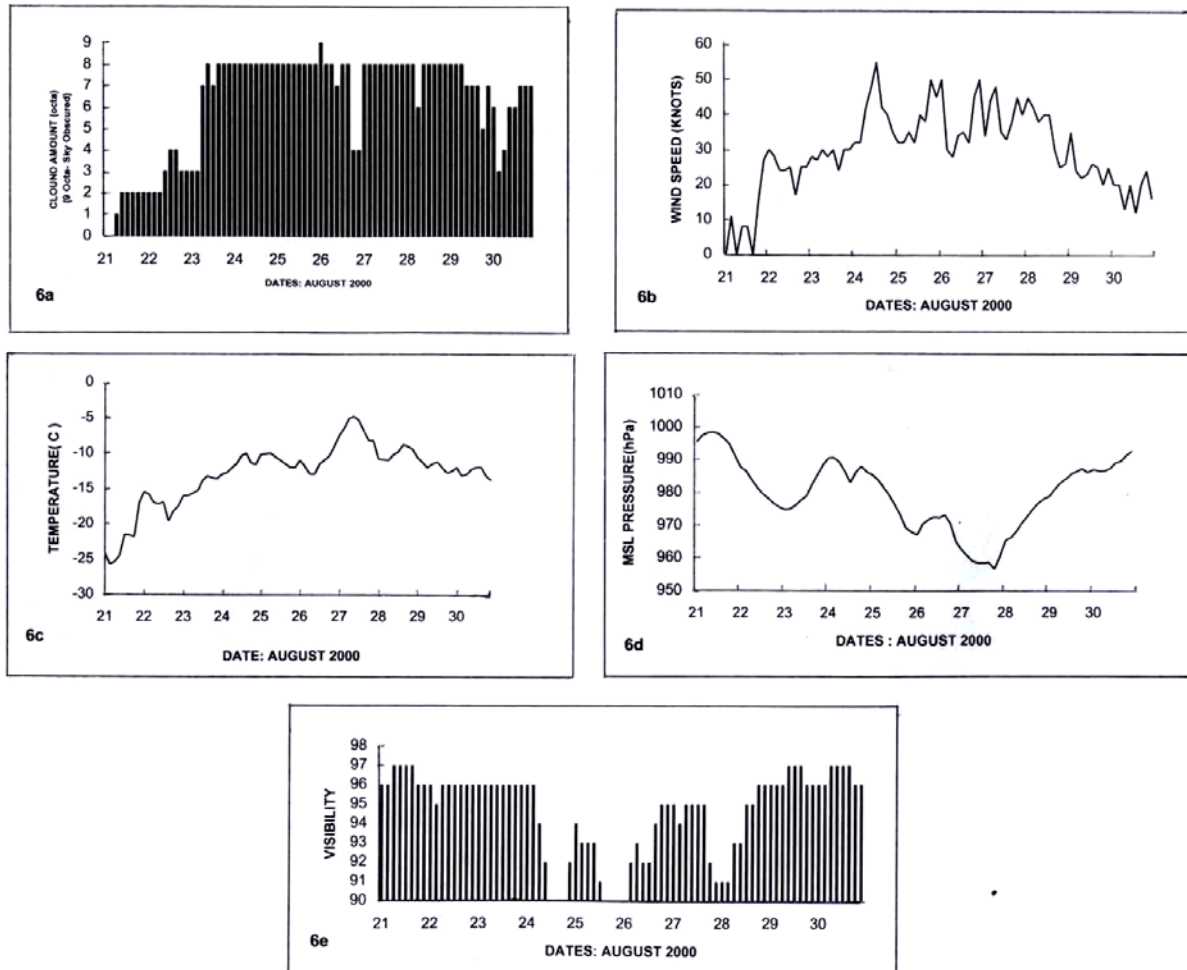 9
8
7
6
5
4
3
2
1
0
CLOUND AMOUNT (octa)
(9 Octa- Sky Obscured)
21 22 23 24 25 26 27 28 29 30
DATES: AUGUST 2000
6a
60
50
40
30
20
10
0
WIND SPEED (KNOTS)
21 22 23 24 25 26 27 28 29 30
DATES: AUGUST 2000
6b
-0
-5
-10
-15
-20
-25
-30
TEMPERATURE( C )
21 22 23 24 25 26 27 28 29 30
DATE: AUGUST 2000
6c
1010
1000
990
980
970
960
950
MSL PRESSURE(hPa)
21 22 23 24 25 26 27 28 29 30
DATES : AUGUST 2000
6d
98
97
96
95
94
93
92
91
90
VISIBILITY
21 22 23 24 25 26 27 28 29 30
DATES: AUGUST 2000
6e